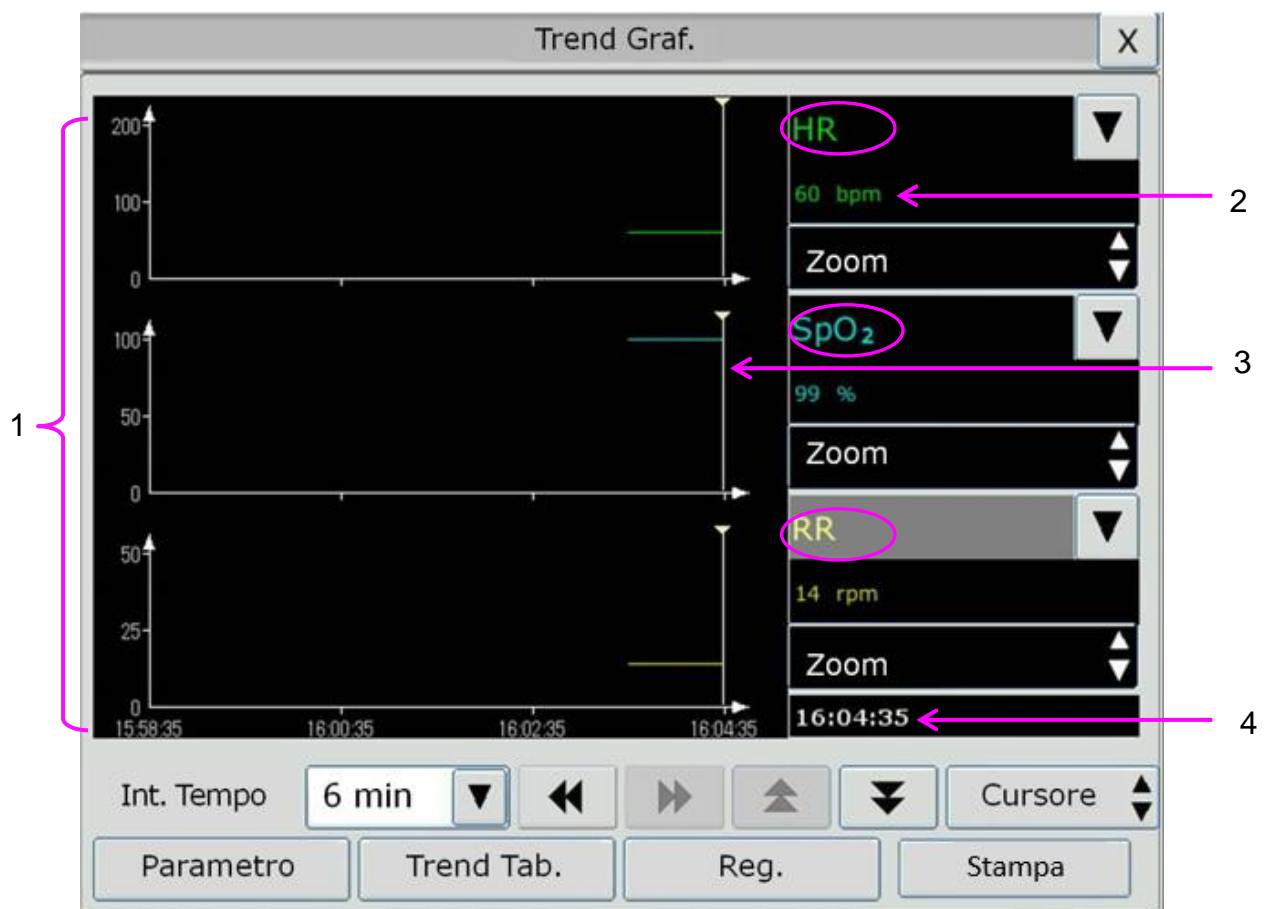 Trend Graf. X
200
100
0
HR
60 bpm
Zoom
2
100
50
0
SpO₂
99 %
Zoom
3
1
50
25
0
RR
14 rpm
Zoom
15:58:35 16:00:35 16:02:35 16:04:35
16:04:35
4
Int. Tempo 6 min Cursore
Parametro Trend Tab. Reg. Stampa